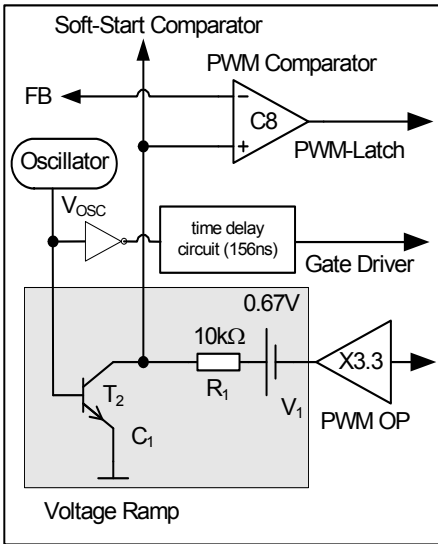 Soft-Start Comparator
PWM Comparator
FB
−
C8
+
PWM-Latch
Oscillator
VOSC
time delay
circuit (156ns)
Gate Driver
0.67V
10kΩ
X3.3
R1
V1
T2
C1
PWM OP
Voltage Ramp